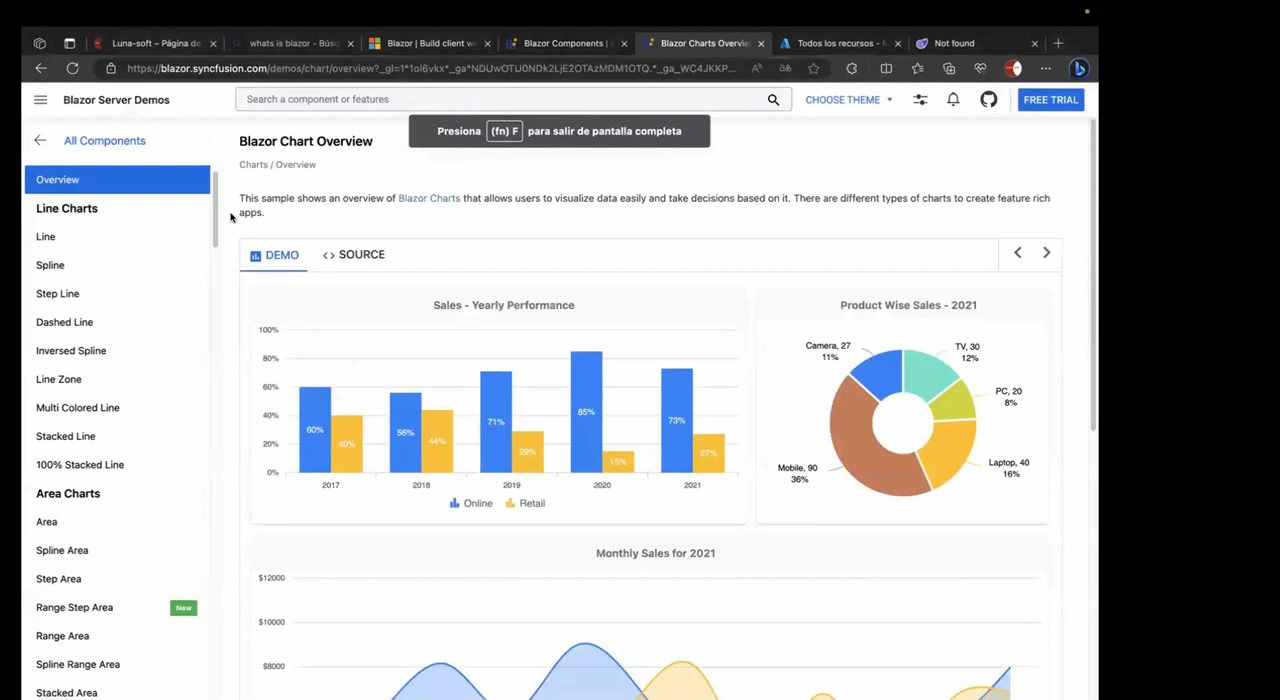 Luna-soft - Página de
whats is blazor - Búsq
Blazor | Build client w
Blazor Components |
Blazor Charts Overvie
Todos los recursos -
Not found
https://blazor.syncfusion.com/demos/chart/overview?_gl=1*1oi6vkx*_ga*NDUwOTU0NDk2LjE2OTAzMDM1OTQ.*_ga_WC4JKKP...
Blazor Server Demos
Search a component or features
CHOOSE THEME
FREE TRIAL
Presiona (fn) F para salir de pantalla completa
All Components
Overview
Line Charts
Line
Spline
Step Line
Dashed Line
Inversed Spline
Line Zone
Multi Colored Line
Stacked Line
100% Stacked Line
Area Charts
Area
Spline Area
Step Area
Range Step Area New
Range Area
Spline Range Area
Stacked Area
Blazor Chart Overview
Charts / Overview
This sample shows an overview of Blazor Charts that allows users to visualize data easily and take decisions based on it. There are different types of charts to create feature rich
apps.
DEMO
<> SOURCE
Sales - Yearly Performance
100%
80%
60%
40%
20%
0%
60%
40%
56%
44%
71%
29%
85%
15%
73%
27%
2017
2018
2019
2020
2021
Online
Retail
Product Wise Sales - 2021
Camera, 27
11%
TV, 30
12%
PC, 20
8%
Laptop, 40
16%
Mobile, 90
36%
Monthly Sales for 2021
$12000
$10000
$8000